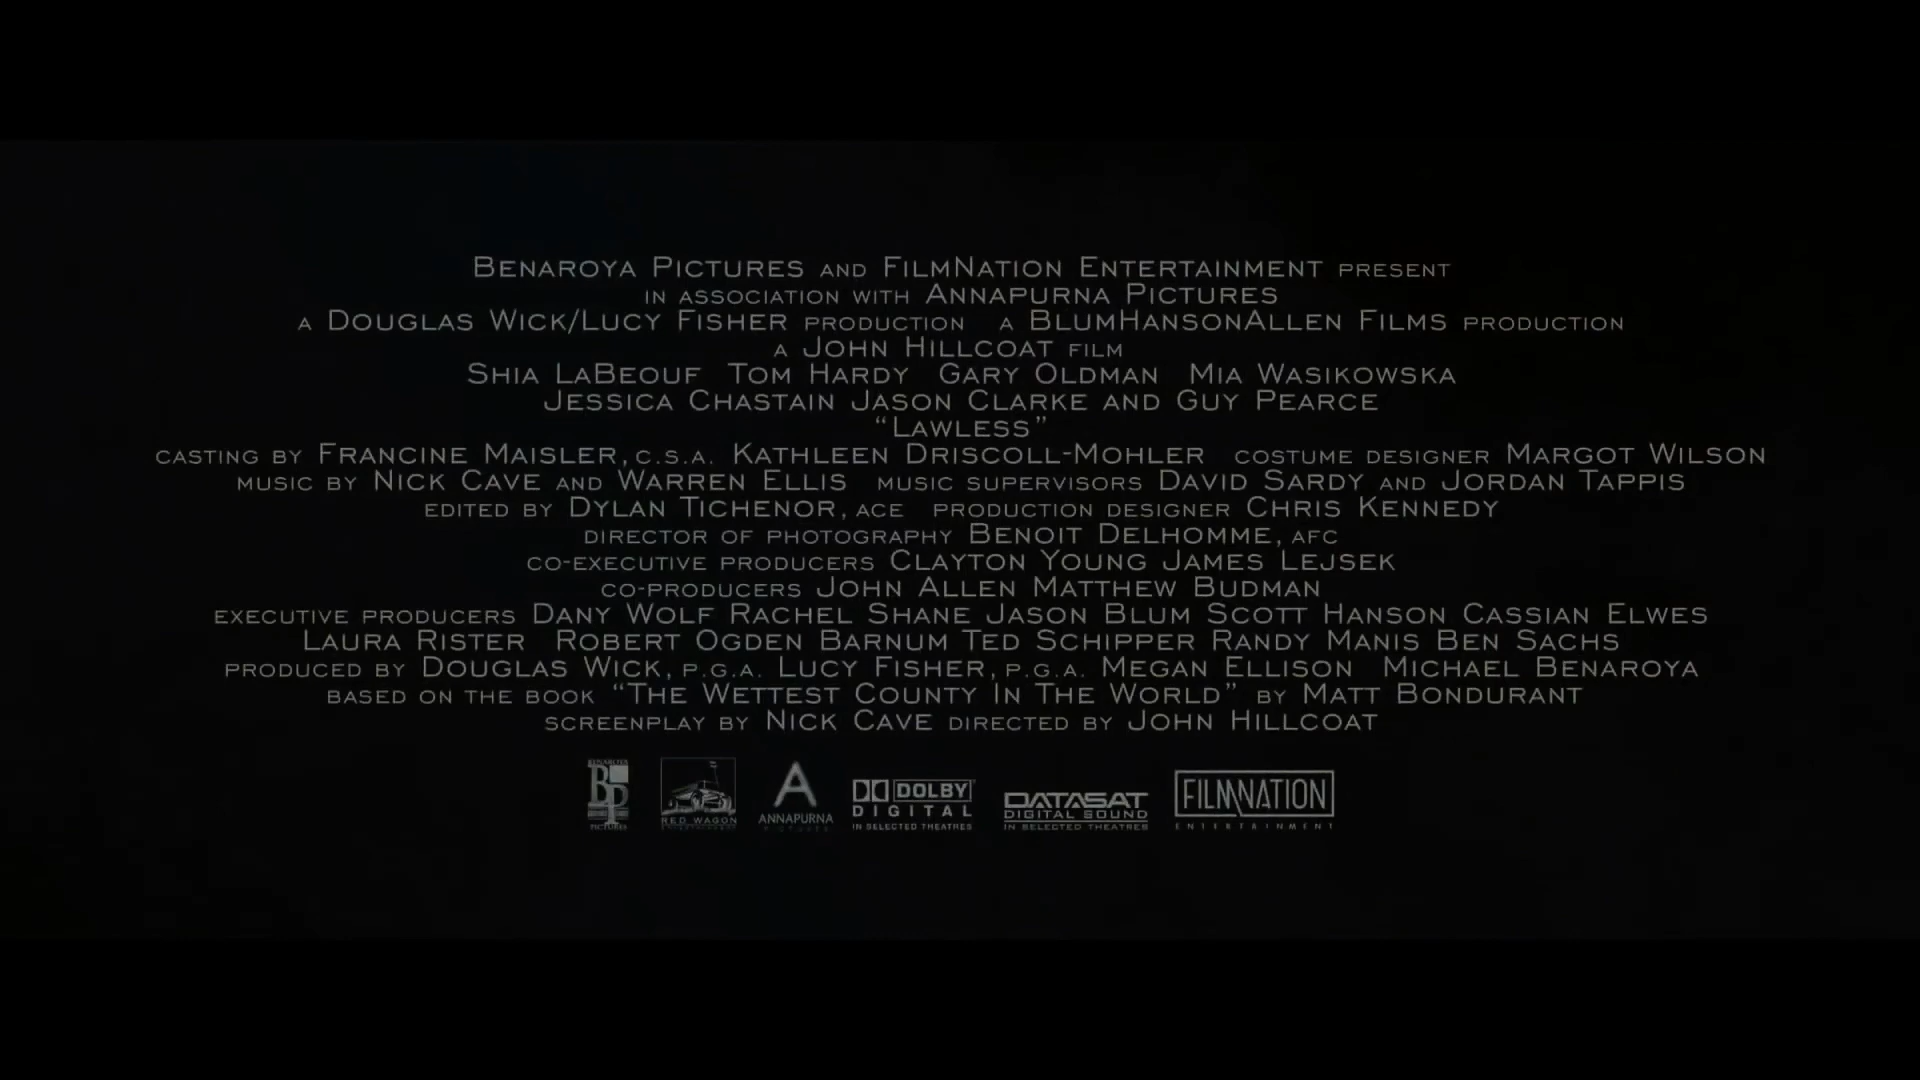 BENAROYA PICTURES AND FILMNATION ENTERTAINMENT PRESENT
IN ASSOCIATION WITH ANNAPURNA PICTURES
A DOUGLAS WICK/LUCY FISHER PRODUCTION A BLUMHANSONALLEN FILMS PRODUCTION
A JOHN HILLCOAT FILM
SHIA LABEOUF TOM HARDY GARY OLDMAN MIA WASIKOWSKA
JESSICA CHASTAIN JASON CLARKE AND GUY PEARCE
“LAWLESS”
CASTING BY FRANCINE MAISLER, C.S.A. KATHLEEN DRISCOLL-MOHLER COSTUME DESIGNER MARGOT WILSON
MUSIC BY NICK CAVE AND WARREN ELLIS MUSIC SUPERVISORS DAVID SARDY AND JORDAN TAPPIS
EDITED BY DYLAN TICHENOR, ACE PRODUCTION DESIGNER CHRIS KENNEDY
DIRECTOR OF PHOTOGRAPHY BENOIT DELHOMME, AFC
CO-EXECUTIVE PRODUCERS CLAYTON YOUNG JAMES LEJSEK
CO-PRODUCERS JOHN ALLEN MATTHEW BUDMAN
EXECUTIVE PRODUCERS DANY WOLF RACHEL SHANE JASON BLUM SCOTT HANSON CASSIAN ELWES
LAURA RISTER ROBERT OGDEN BARNUM TED SCHIPPER RANDY MANIS BEN SACHS
PRODUCED BY DOUGLAS WICK, P.G.A. LUCY FISHER, P.G.A. MEGAN ELLISON MICHAEL BENAROYA
BASED ON THE BOOK “THE WETTEST COUNTY IN THE WORLD” BY MATT BONDURANT
SCREENPLAY BY NICK CAVE DIRECTED BY JOHN HILLCOAT
BENAROYA BP PICTURES
RED WAGON
A ANNAPURNA PICTURES
DOLBY DIGITAL IN SELECTED THEATRES
DATASAT DIGITAL SOUND IN SELECTED THEATRES
FILMNATION ENTERTAINMENT